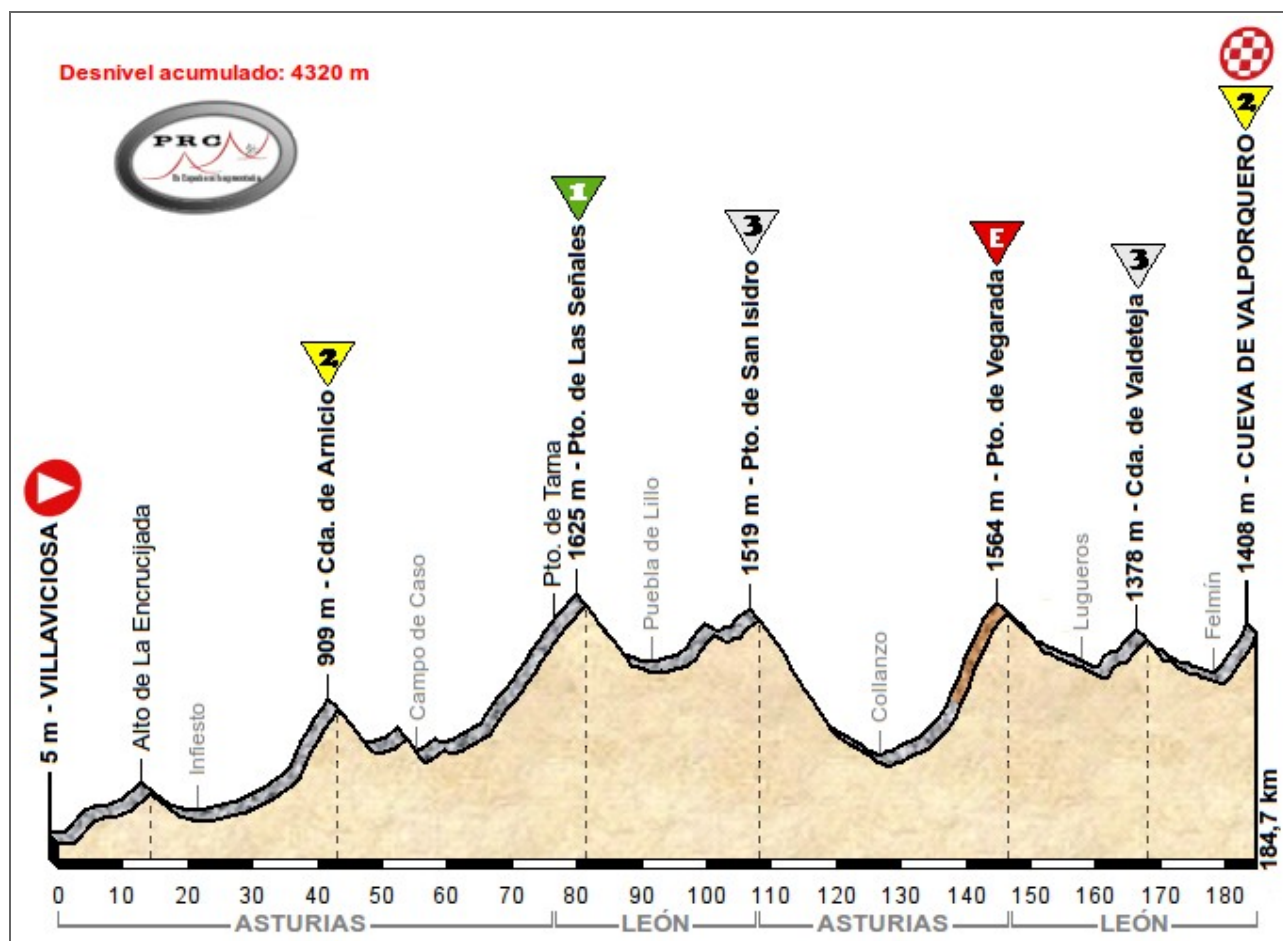 Desnivel acumulado: 4320 m
PRC
5 m - VILLAVICIOSA
Alto de La Encrucijada
Infiesto
2
909 m - Cda. de Arnicio
Campo de Caso
Pto. de Tarna
1
1625 m - Pto. de Las Señales
Puebla de Lillo
3
1519 m - Pto. de San Isidro
Collanzo
E
1564 m - Pto. de Vegarada
Lugueros
3
1378 m - Cda. de Valdeteja
Felmín
2
1408 m - CUEVA DE VALPORQUERO
184,7 km
0 10 20 30 40 50 60 70 80 90 100 110 120 130 140 150 160 170 180
ASTURIAS LEÓN ASTURIAS LEÓN